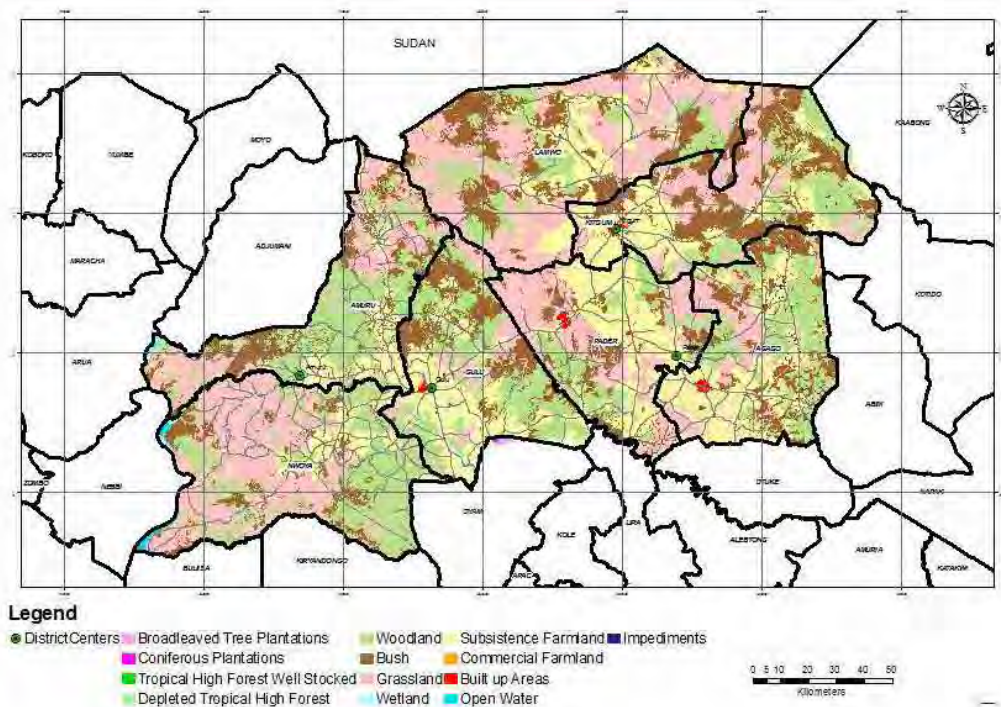 SUDAN
N
W E
S
KAABONG
KOBOKO
YUMBE
MOYO
LAMWO
KITGUM
ADJUMANI
MARACHA
KOTIDO
AMURU
ARUA
PADER
AGAGO
GULU
ABIM
NWOYA
ZOMBO
NEBBI
OTUKE
NAPAK
OYAM
KOLE
LIRA
ALEBTONG
AMURIA
BULIISA
KIRYANDONGO
APAC
KATAKWI
Legend
District Centers Broadleaved Tree Plantations Woodland Subsistence Farmland Impediments
Coniferous Plantations Bush Commercial Farmland
Tropical High Forest Well Stocked Grassland Built up Areas
Depleted Tropical High Forest Wetland Open Water
0 5 10 20 30 40 50
Kilometers